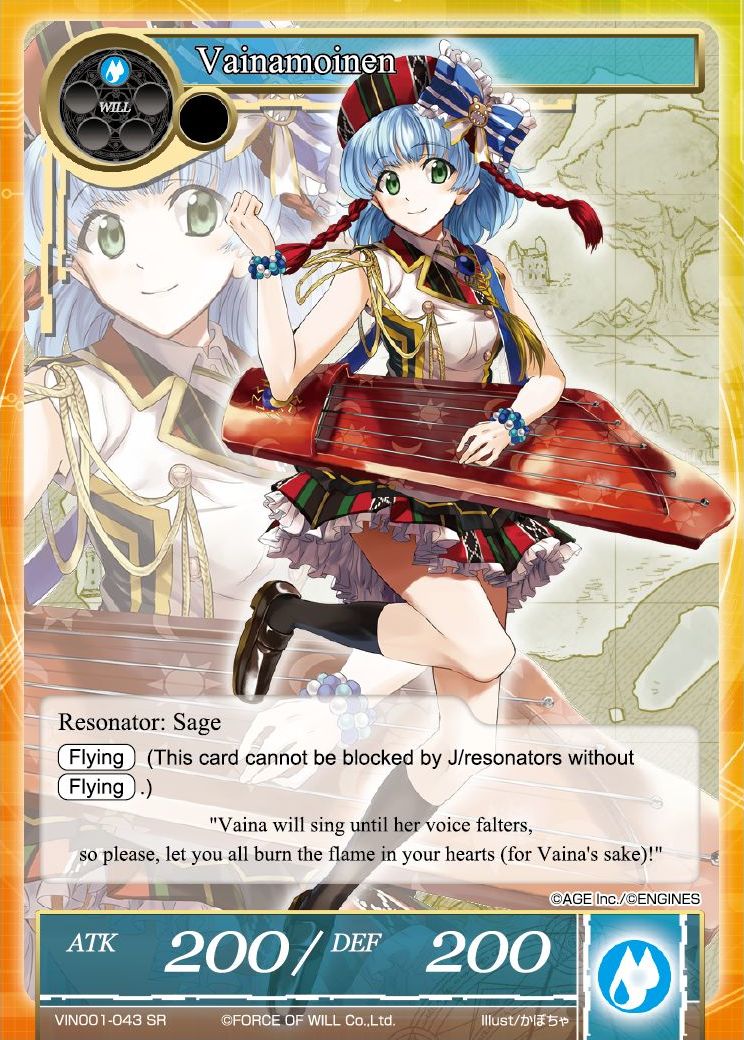 Vainamoinen
WILL
Resonator: Sage
Flying (This card cannot be blocked by J/resonators without
Flying .)
"Vaina will sing until her voice falters,
so please, let you all burn the flame in your hearts (for Vaina's sake)!"
©AGE Inc./©ENGINES
ATK 200/ DEF 200
VIN001-043 SR ©FORCE OF WILL Co.,Ltd. Illust/かぼちゃ